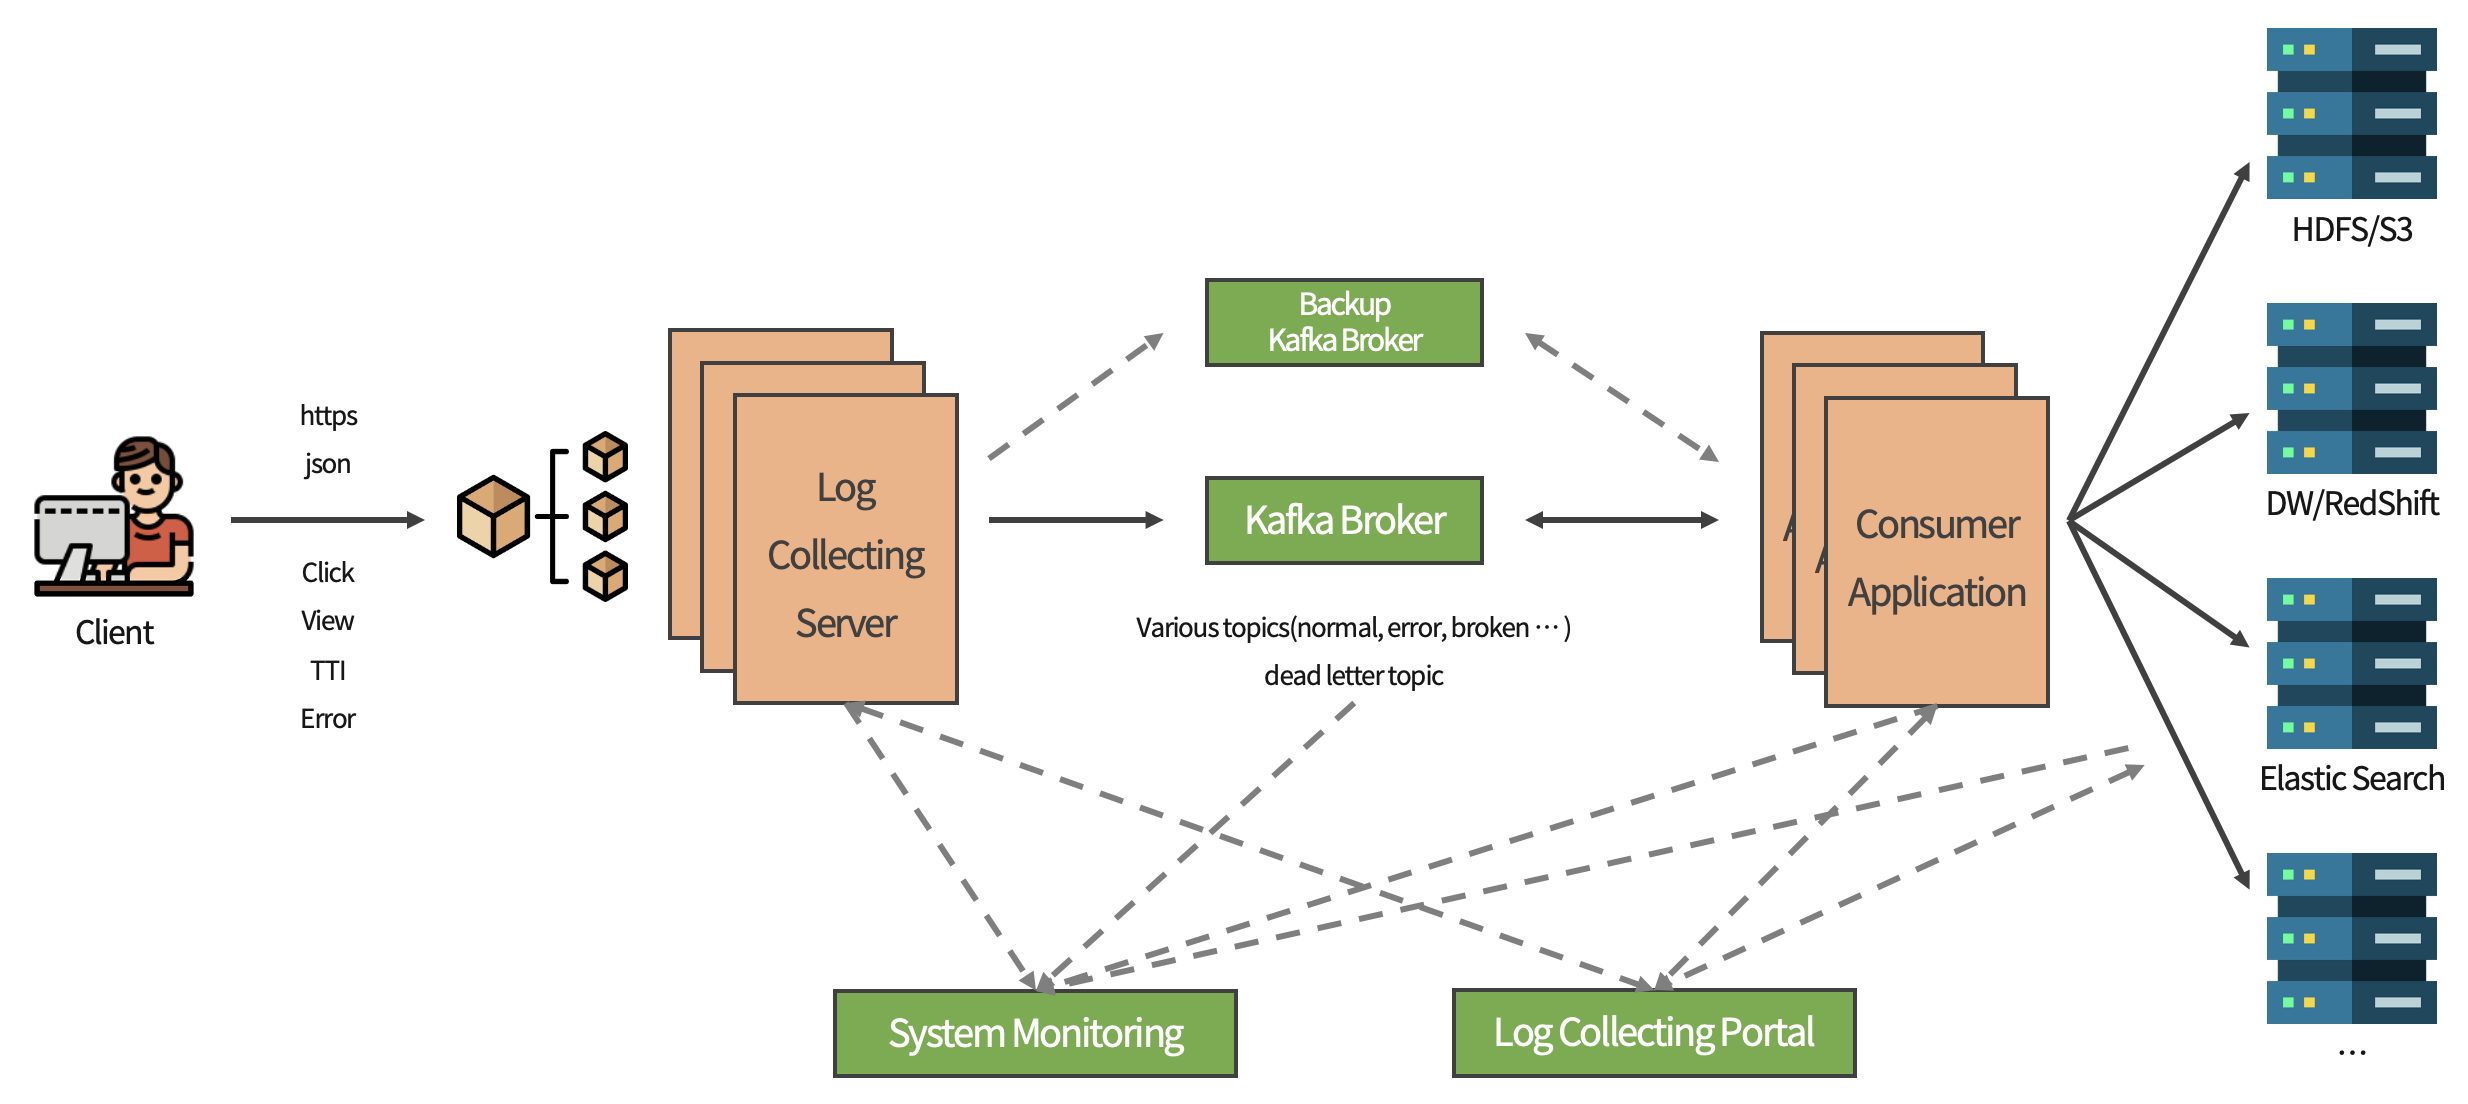 Client
https
json
Click
View
TTI
Error
Log
Collecting
Server
Backup
Kafka Broker
Kafka Broker
Various topics(normal, error, broken ⋯ )
dead letter topic
A
A
Consumer
Application
HDFS/S3
DW/RedShift
Elastic Search
⋯
System Monitoring
Log Collecting Portal